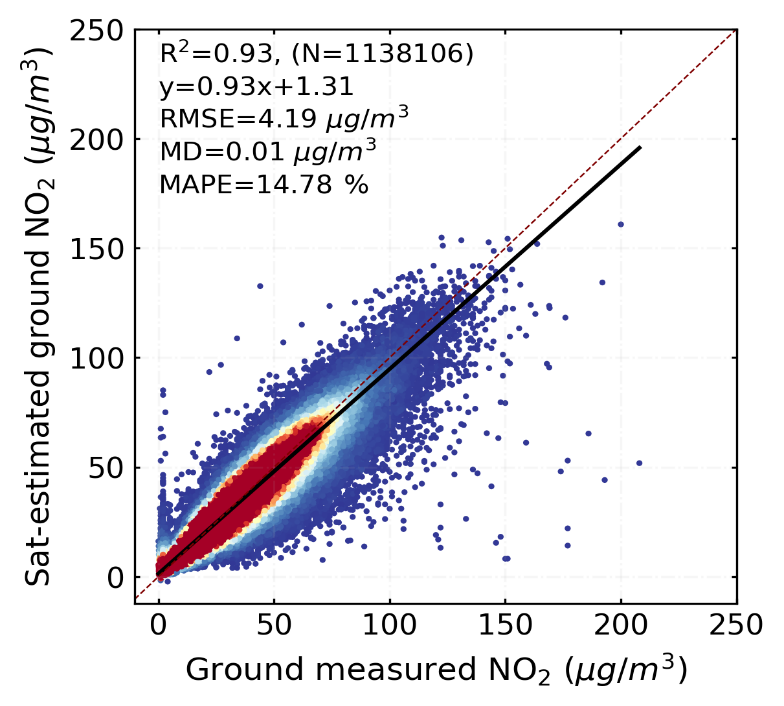 R²=0.93, (N=1138106)
y=0.93x+1.31
RMSE=4.19 μg/m³
MD=0.01 μg/m³
MAPE=14.78 %
Sat-estimated ground NO₂ (μg/m³)
250
200
150
100
50
0
0 50 100 150 200 250
Ground measured NO₂ (μg/m³)